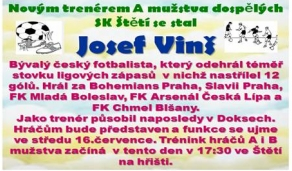 Novým trenérem A mužstva dospělých
SK Štětí se stal
Josef Vinš
Bývalý český fotbalista, který odehrál téměř
stovku ligových zápasů v nichž nastřílel 12
gólů. Hrál za Bohemians Praha, Slavii Praha,
FK Mladá Boleslav, FK Arsenál Česká Lípa a
FK Chmel Blšany.
Jako trenér působil naposledy v Doksech.
Hráčům bude představen a funkce se ujme
ve středu 16.července. Trénink hráčů A i B
mužstva začíná v tento den v 17:30 ve Štětí
na hřišti.